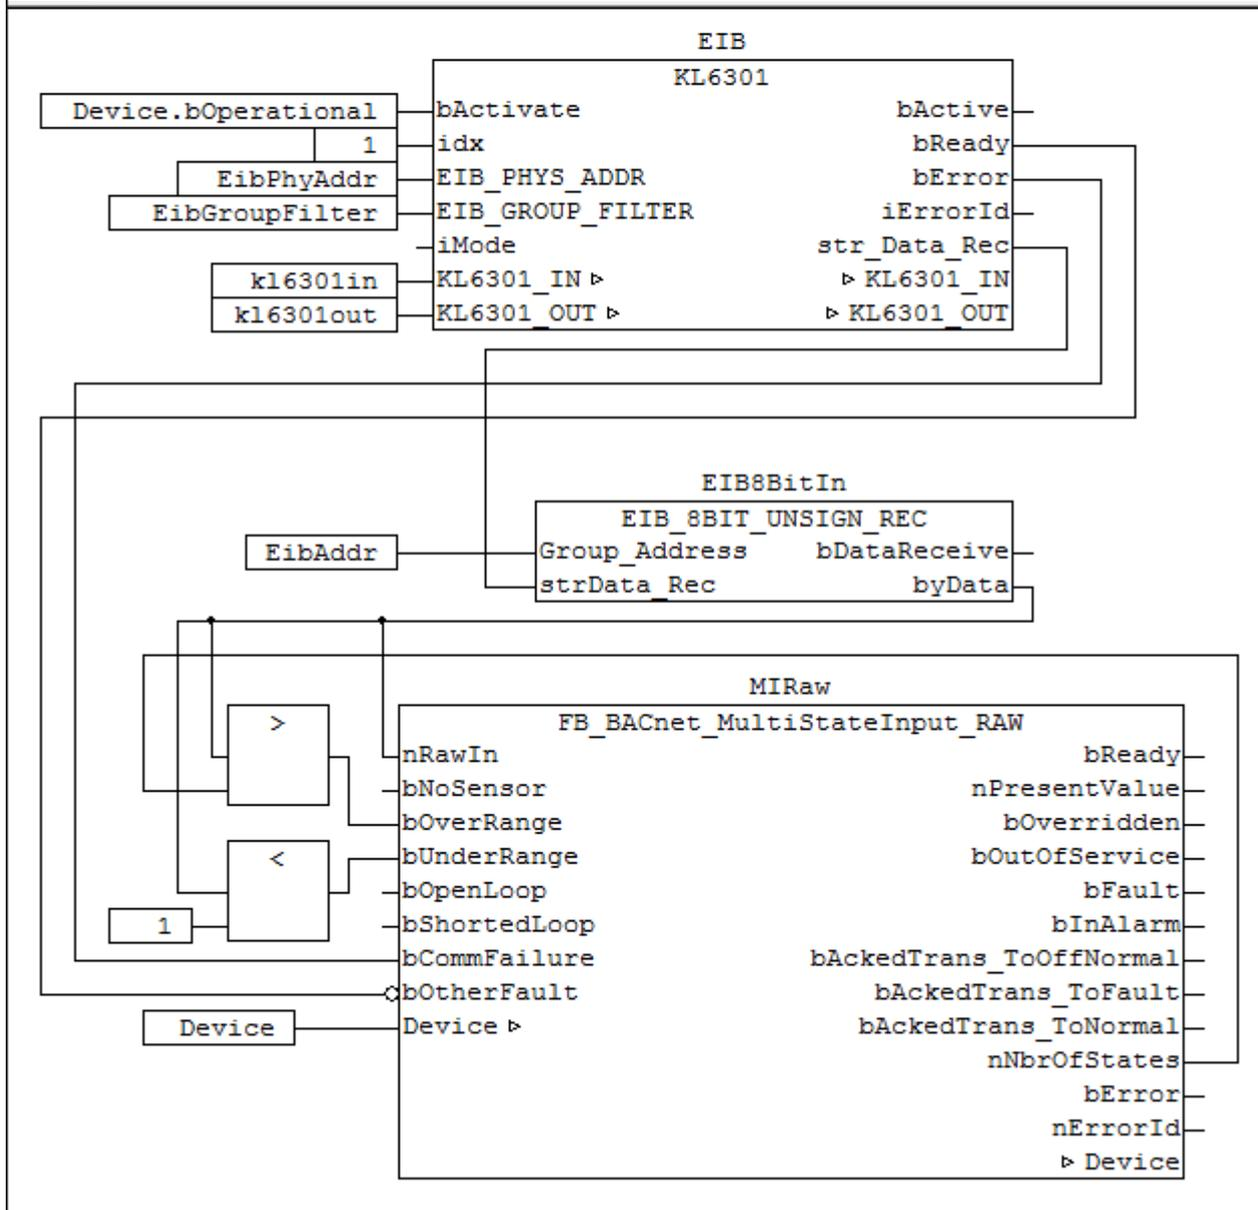 EIB
KL6301
Device.bOperational bActivate bActive
1 idx bReady
EibPhyAddr EIB_PHYS_ADDR bError
EibGroupFilter EIB_GROUP_FILTER iErrorId
iMode str_Data_Rec
kl6301in KL6301_IN ▹ ▹ KL6301_IN
kl6301out KL6301_OUT ▹ ▹ KL6301_OUT
EIB8BitIn
EIB_8BIT_UNSIGN_REC
EibAddr Group_Address bDataReceive
strData_Rec byData
MIRaw
> FB_BACnet_MultiStateInput_RAW
nRawIn bReady
bNoSensor nPresentValue
bOverRange bOverridden
< bUnderRange bOutOfService
bOpenLoop bFault
1 bShortedLoop bInAlarm
bCommFailure bAckedTrans_ToOffNormal
bOtherFault bAckedTrans_ToFault
Device Device ▹ bAckedTrans_ToNormal
nNbrOfStates
bError
nErrorId
▹ Device